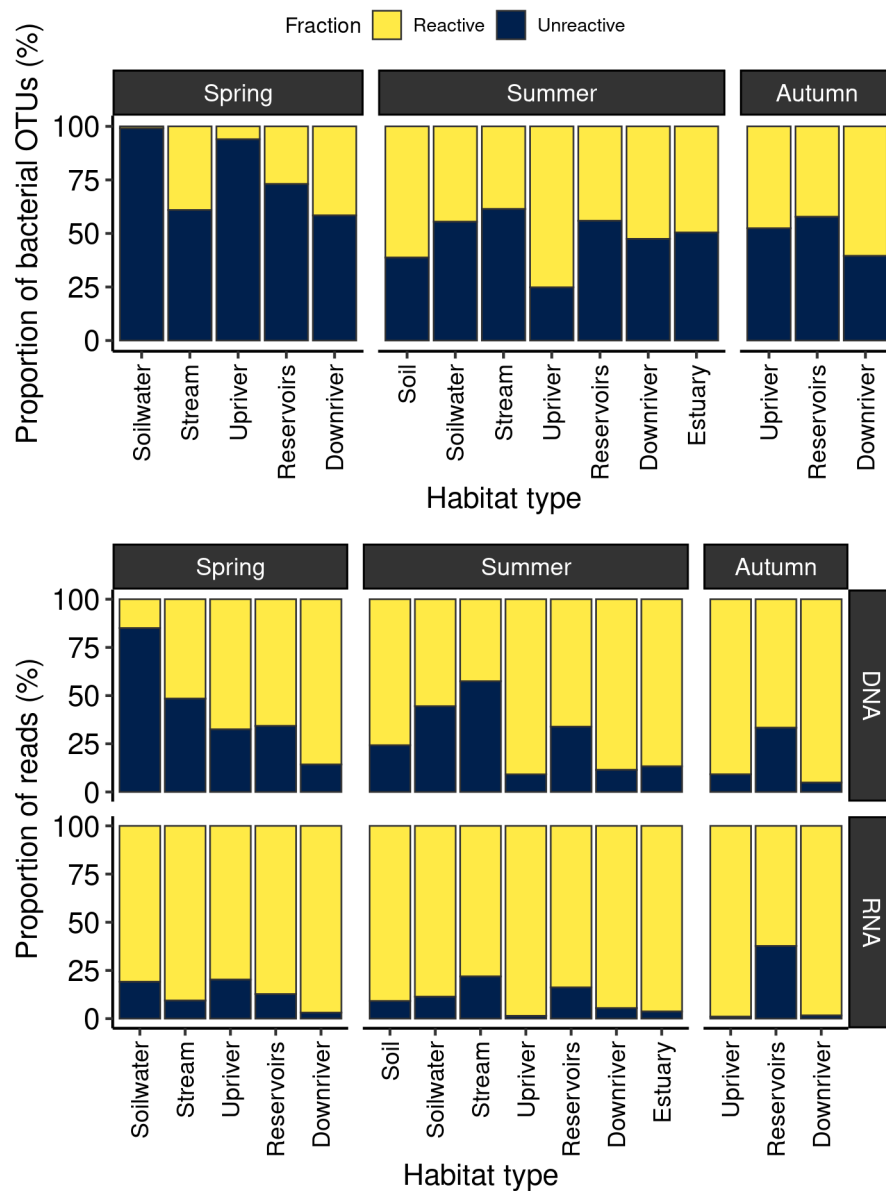 Fraction Reactive Unreactive
Proportion of bacterial OTUs (%)
Spring Summer Autumn
100
75
50
25
0
Soilwater Stream Upriver Reservoirs Downriver Soil Soilwater Stream Upriver Reservoirs Downriver Estuary Upriver Reservoirs Downriver
Habitat type
Proportion of reads (%)
Spring Summer Autumn
100
75
50
25
0
DNA
100
75
50
25
0
RNA
Soilwater Stream Upriver Reservoirs Downriver Soil Soilwater Stream Upriver Reservoirs Downriver Estuary Upriver Reservoirs Downriver
Habitat type